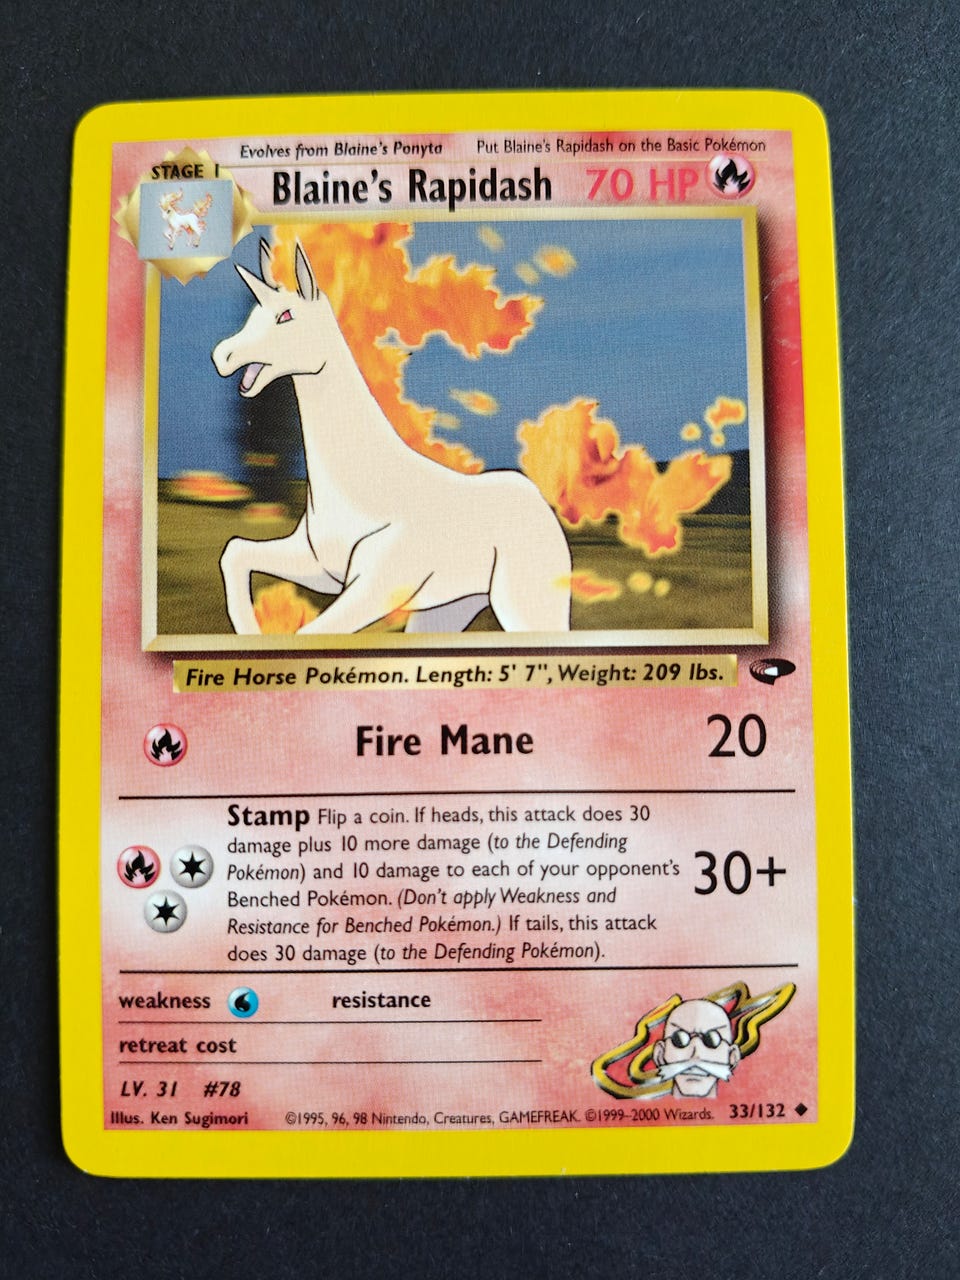 Evolves from Blaine's Ponyta Put Blaine's Rapidash on the Basic Pokémon
STAGE 1
Blaine's Rapidash 70 HP
Fire Horse Pokémon. Length: 5' 7", Weight: 209 lbs.
Fire Mane 20
Stamp Flip a coin. If heads, this attack does 30
damage plus 10 more damage (to the Defending
Pokémon) and 10 damage to each of your opponent's
Benched Pokémon. (Don't apply Weakness and
Resistance for Benched Pokémon.) If tails, this attack
does 30 damage (to the Defending Pokémon).
30+
weakness resistance
retreat cost
LV. 31 #78
Illus. Ken Sugimori ©1995, 96, 98 Nintendo, Creatures, GAMEFREAK. ©1999-2000 Wizards. 33/132